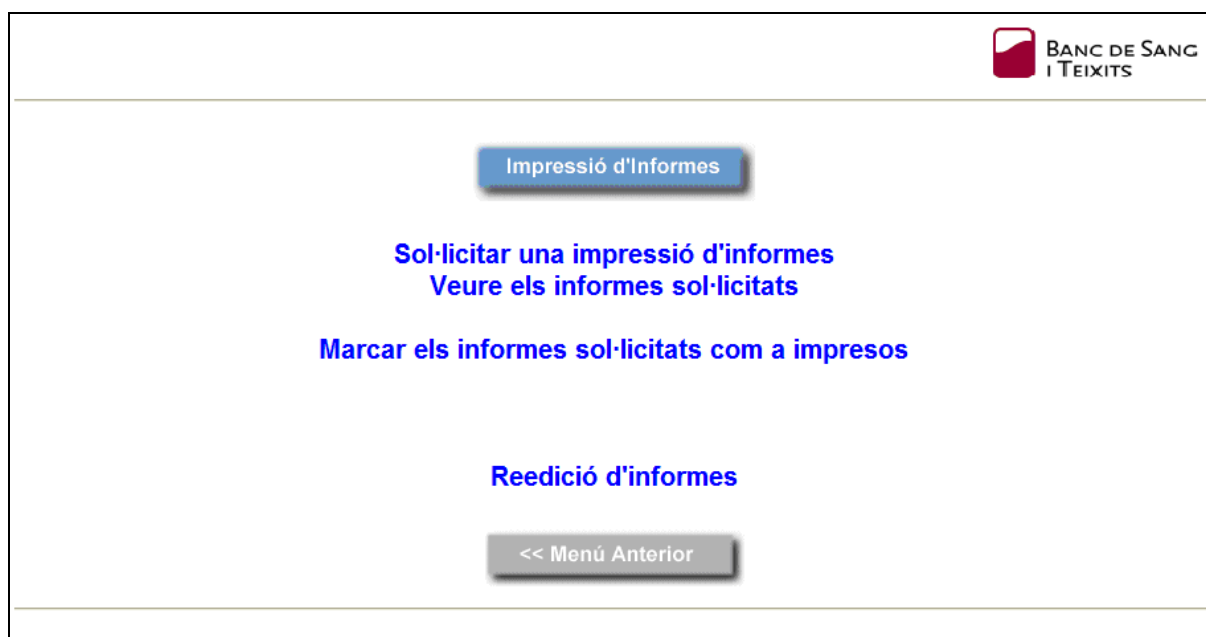 BANC DE SANG
I TEIXITS
Impressió d'Informes
Sol·licitar una impressió d'informes
Veure els informes sol·licitats
Marcar els informes sol·licitats com a impresos
Reedició d'informes
<< Menú Anterior